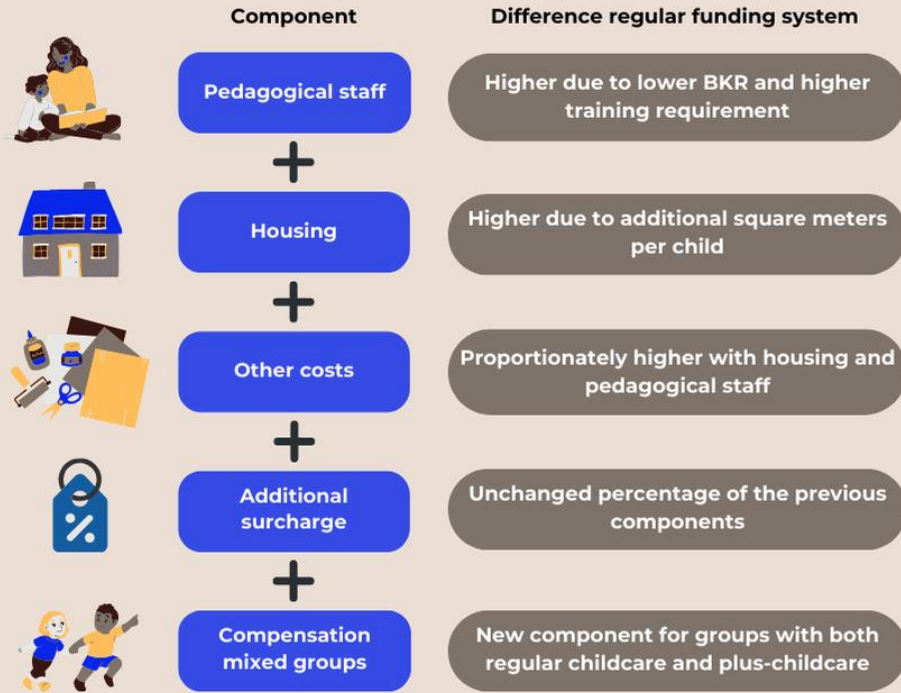 Component
Difference regular funding system
Pedagogical staff
Higher due to lower BKR and higher
training requirement
+
Housing
Higher due to additional square meters
per child
+
Other costs
Proportionately higher with housing and
pedagogical staff
+
Additional
surcharge
Unchanged percentage of the previous
components
+
Compensation
mixed groups
New component for groups with both
regular childcare and plus-childcare
%